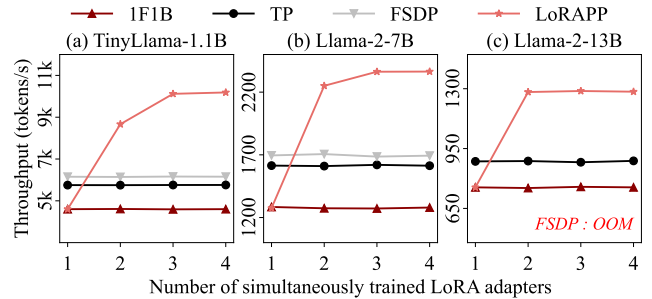 1F1B TP FSDP LoRAPP
(a) TinyLlama-1.1B (b) Llama-2-7B (c) Llama-2-13B
Throughput (tokens/s)
11k
9k
7k
5k
2200
1700
1200
1300
950
650
FSDP : OOM
1 2 3 4 1 2 3 4 1 2 3 4
Number of simultaneously trained LoRA adapters